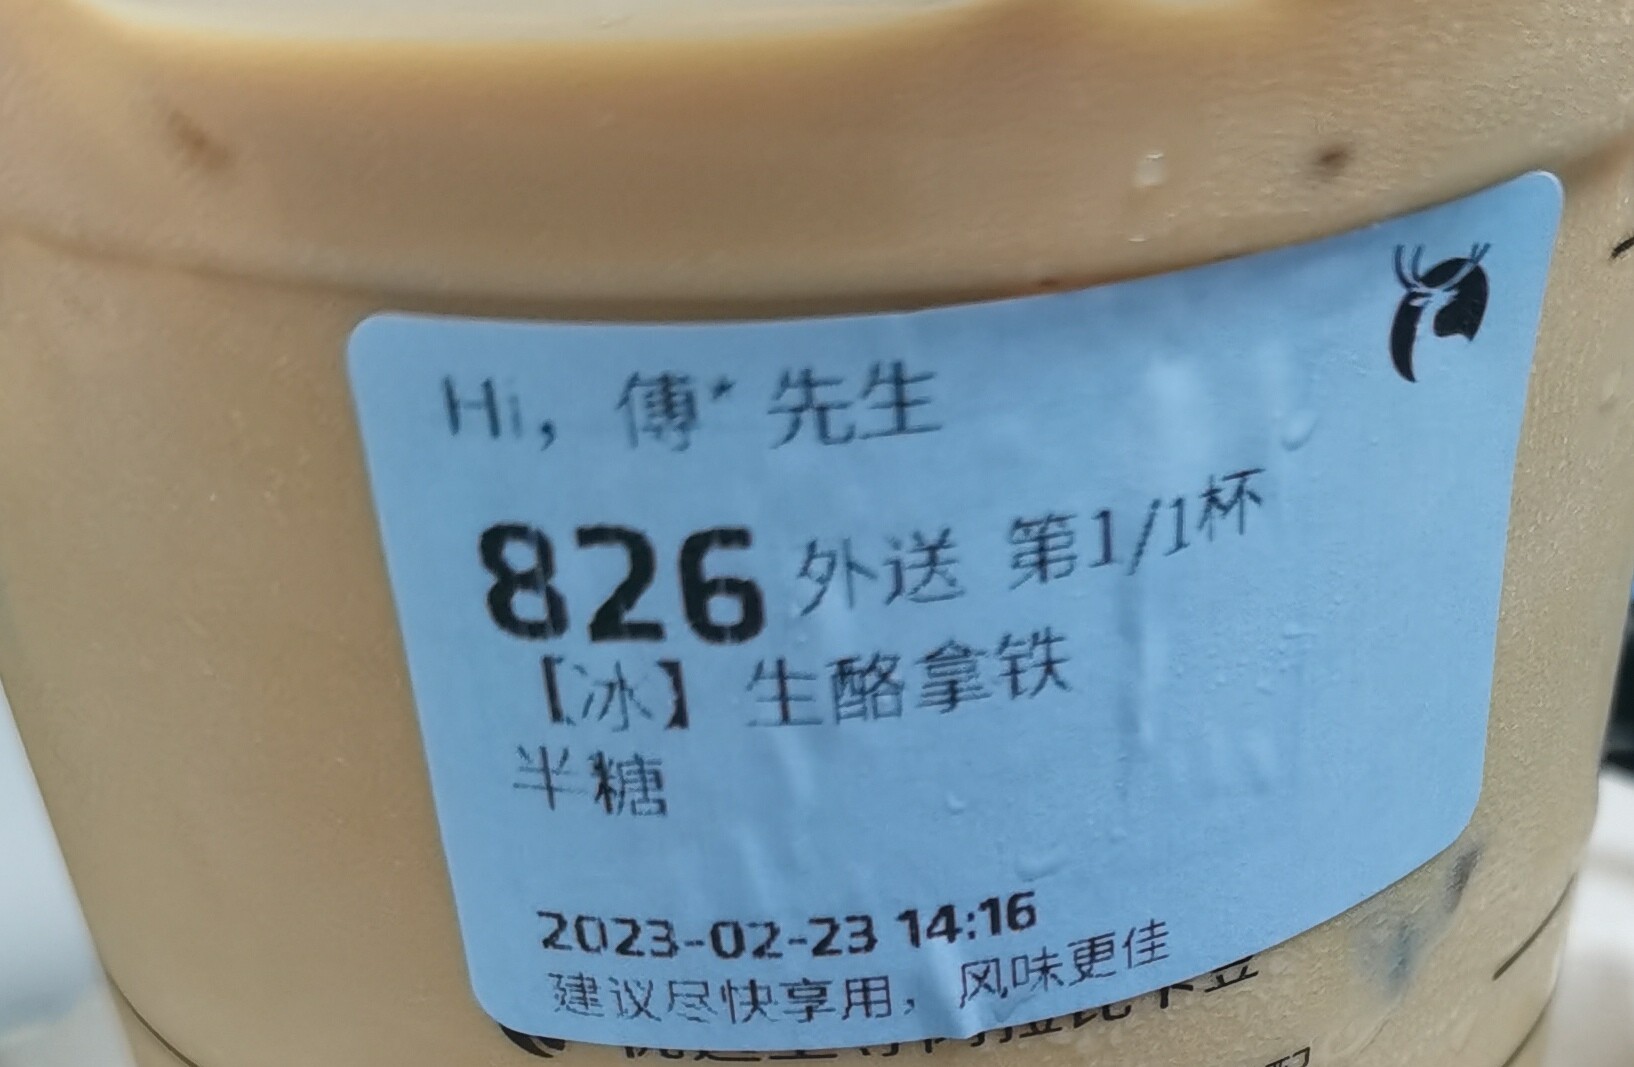 Hi，傅* 先生
826 外送 第1/1杯
【冰】生酪拿铁
半糖
2023-02-23 14:16
建议尽快享用，风味更佳